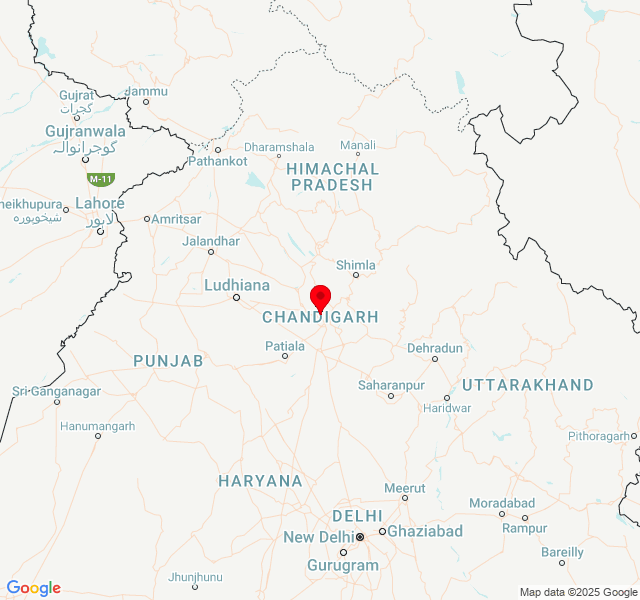 Gujrat
گجرات
Jammu
Gujranwala
گوجرانوالہ
Dharamshala
Manali
Pathankot
HIMACHAL
PRADESH
M-11
Lahore
لاہور
heikhupura
شیخوپورہ
Amritsar
Jalandhar
Shimla
Ludhiana
CHANDIGARH
Patiala
PUNJAB
Dehradun
Saharanpur
UTTARAKHAND
Sri Ganganagar
Haridwar
Hanumangarh
Pithoragarh
HARYANA
Meerut
Moradabad
DELHI
Rampur
New Delhi
Ghaziabad
Gurugram
Bareilly
Jhunjhunu
Google
Map data ©2025 Google